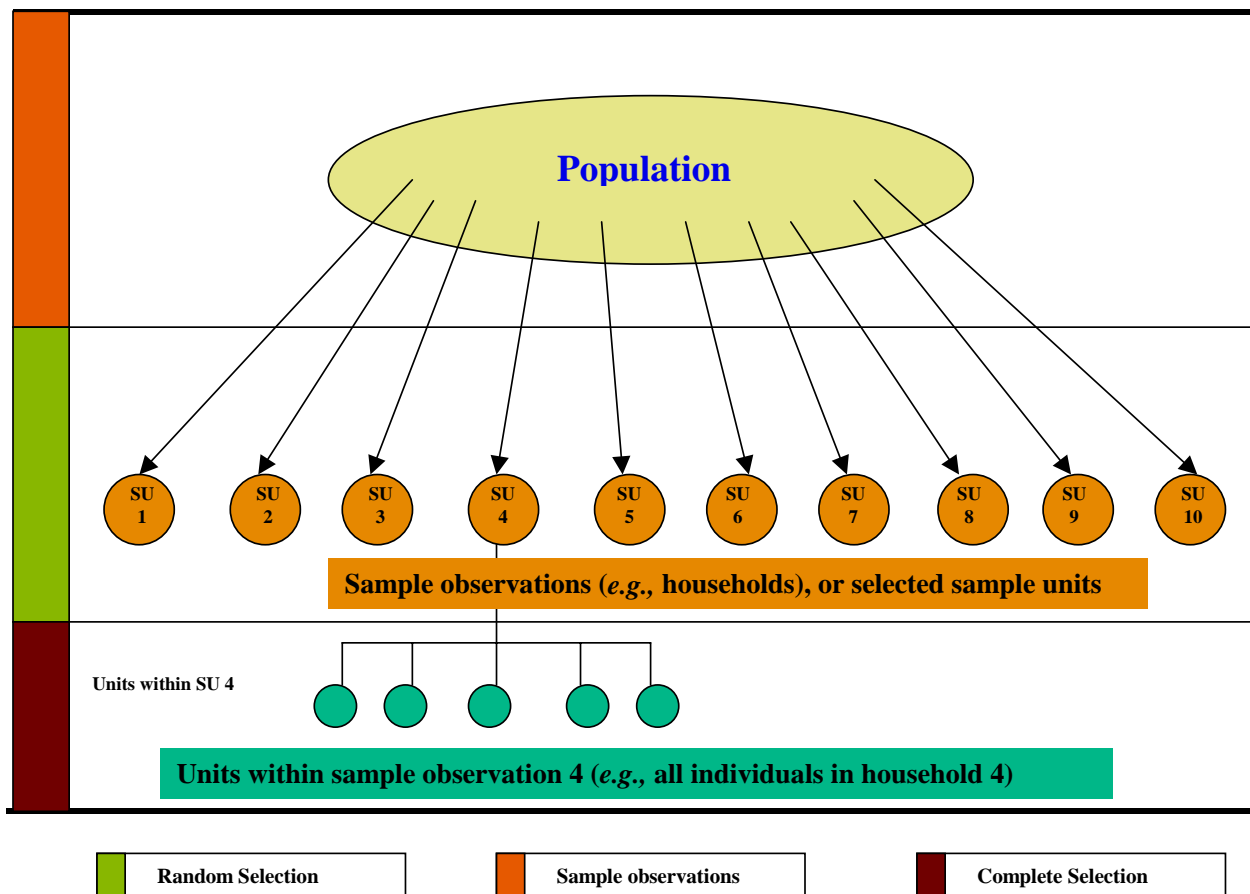 Population
SU
1
SU
2
SU
3
SU
4
SU
5
SU
6
SU
7
SU
8
SU
9
SU
10
Sample observations (e.g., households), or selected sample units
Units within SU 4
Units within sample observation 4 (e.g., all individuals in household 4)
Random Selection
Sample observations
Complete Selection